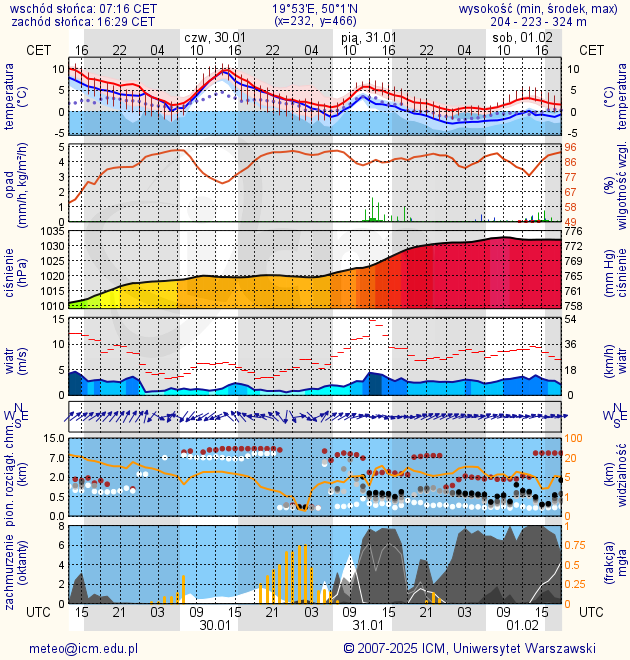 wschód słońca: 07:16 CET 19°53'E, 50°1'N wysokość (min, środek, max)
zachód słońca: 16:29 CET (x=232, y=466) 204 - 223 - 324 m
czw, 30.01 pią, 31.01 sob, 01.02
CET 16 22 04 10 16 22 04 10 16 22 04 10 16 CET
temperatura
(°C)
10 5 0 -5
10 5 0 -5
temperatura
(°C)
opad
(mm/h, kg/m²/h)
5 4 3 2 1 0
96 86 77 67 58 49
(%)
wilgotność wzgl.
ciśnienie
(hPa)
1035 1030 1025 1020 1015 1010
776 772 769 765 761 758
(mm Hg)
ciśnienie
wiatr
(m/s)
15 10 5 0
54 36 18 0
(km/h)
wiatr
N W E S
N W E S
pion. rozciągł. chm.
(km)
15.0 7.0 2.0 0.5 0.0
100 20 5 1 0
(km)
widzialność
zachmurzenie
(oktanty)
8 6 4 2 0
1 0.75 0.5 0.25 0
(frakcja)
mgła
UTC 15 21 03 09 15 21 03 09 15 21 03 09 15 UTC
30.01 31.01 01.02
meteo@icm.edu.pl © 2007-2025 ICM, Uniwersytet Warszawski